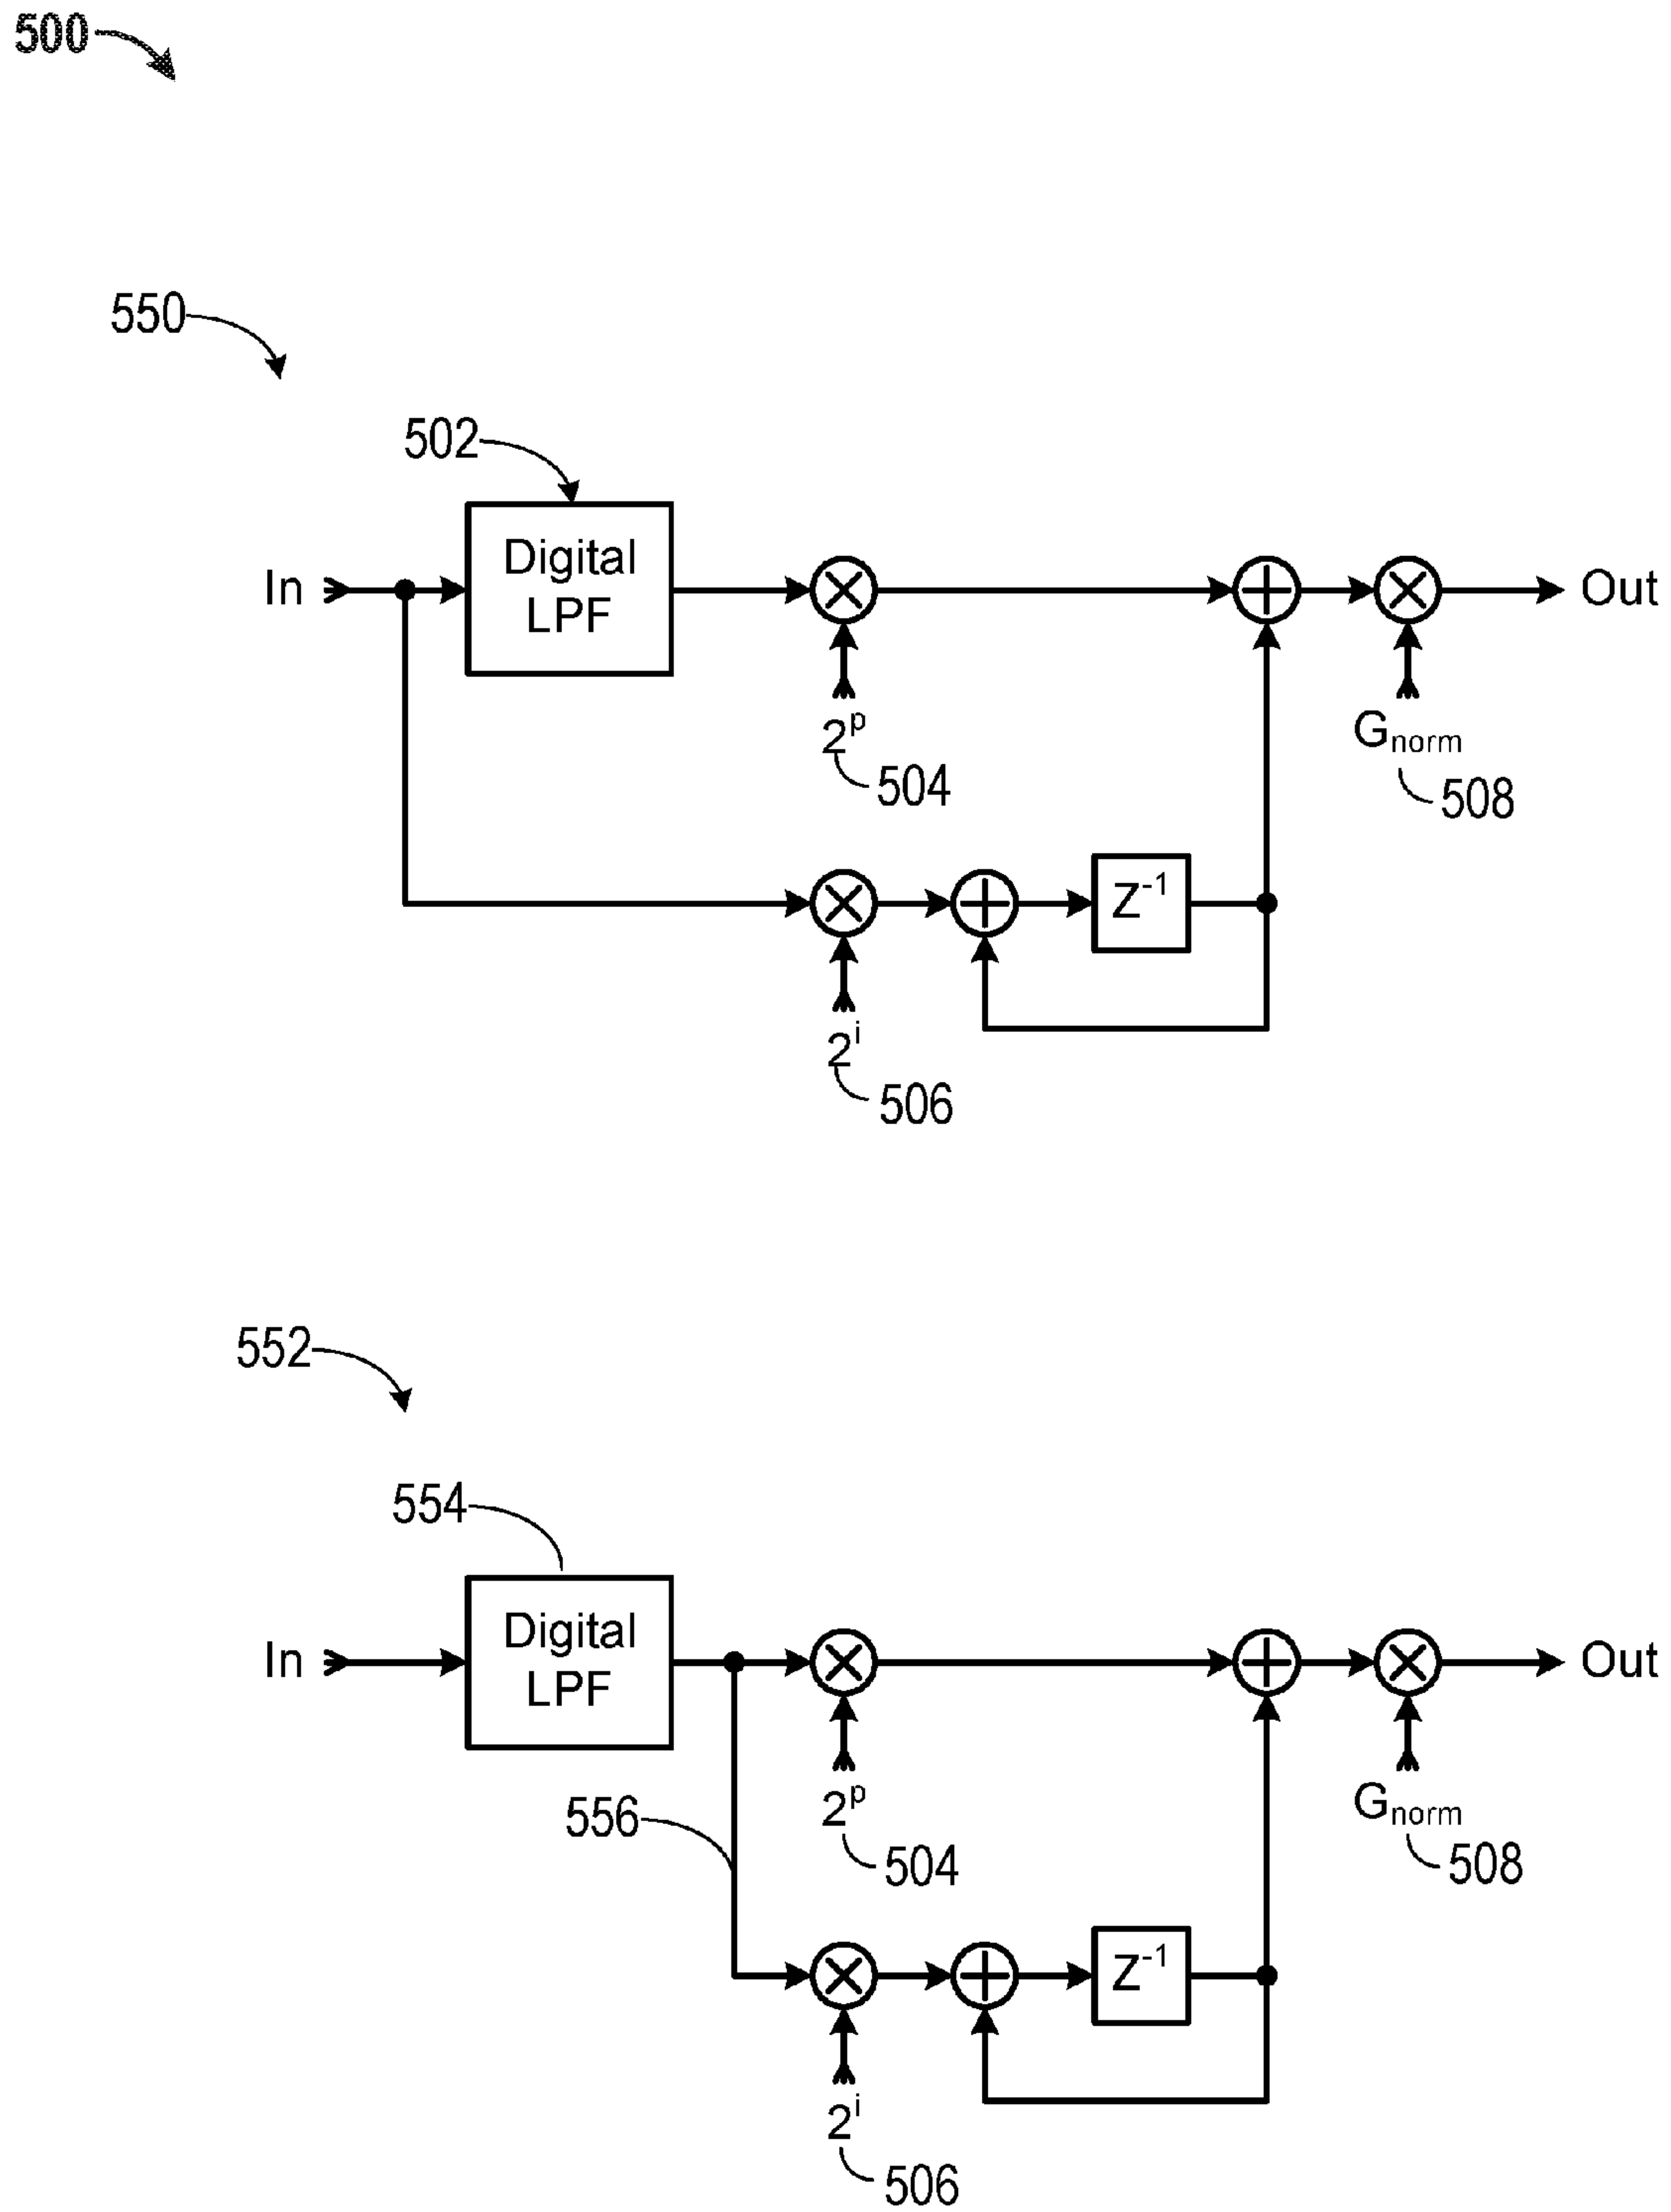 500
550
502
Digital
LPF
In
Out
2^p
504
G_norm
508
Z^-1
2^i
506
552
554
Digital
LPF
In
Out
2^p
504
G_norm
508
556
Z^-1
2^i
506